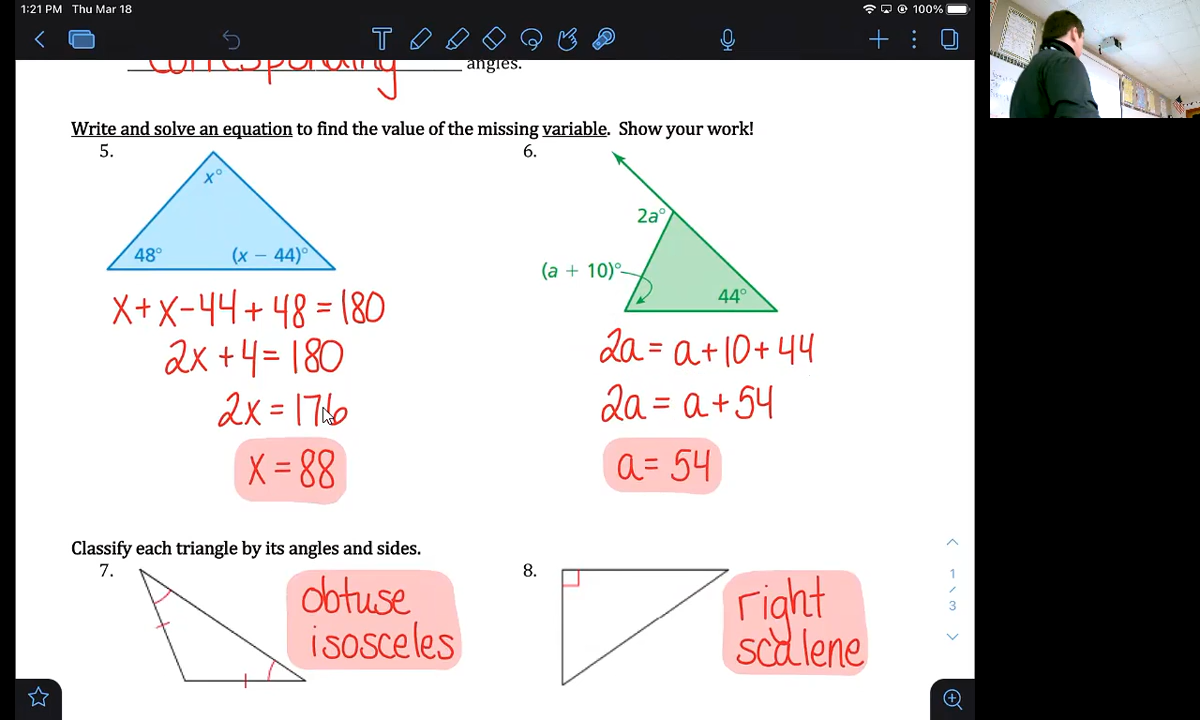 1:21 PM Thu Mar 18
100%
T
corresponding angles.
Write and solve an equation to find the value of the missing variable. Show your work!
5.
x°
48°
(x − 44)°
x+x-44+48=180
2x+4=180
2x=176
x=88
6.
2a°
(a + 10)°
44°
2a=a+10+44
2a=a+54
a=54
Classify each triangle by its angles and sides.
7.
obtuse
isosceles
8.
right
scalene
1
/
3